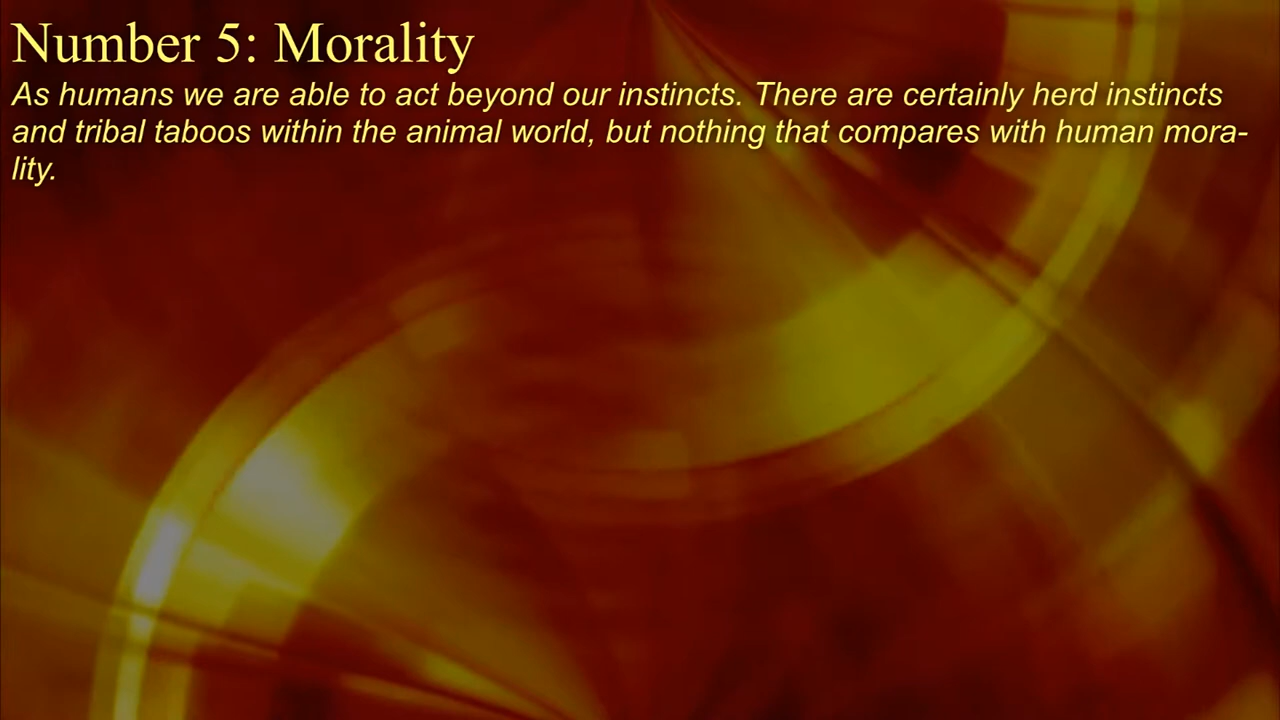 Number 5: Morality
As humans we are able to act beyond our instincts. There are certainly herd instincts
and tribal taboos within the animal world, but nothing that compares with human mora-
lity.